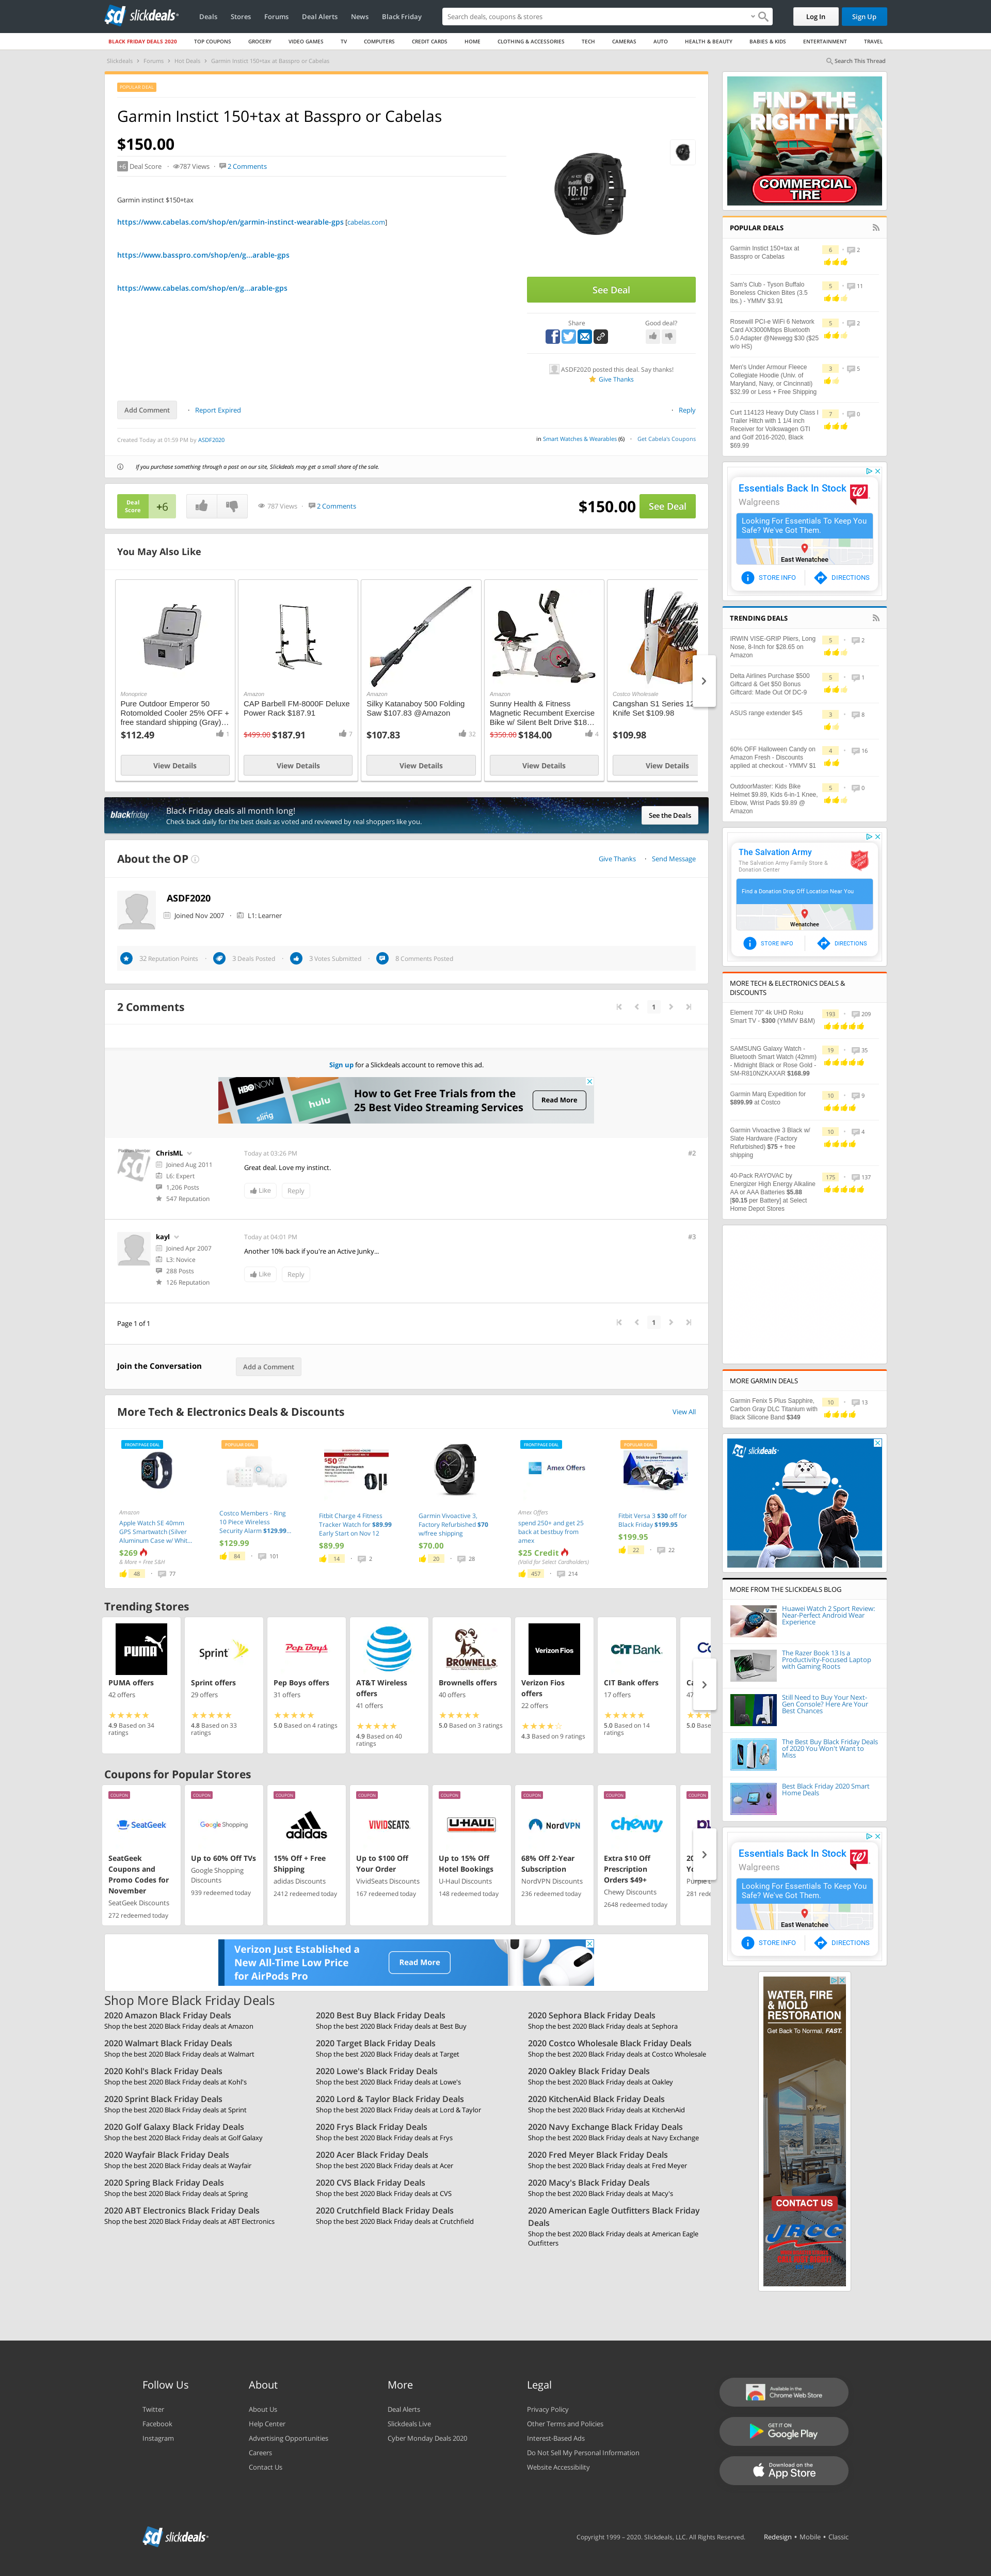 slickdeals
Deals Stores Forums Deal Alerts News Black Friday
Search deals, coupons & stores
Log In Sign Up
BLACK FRIDAY DEALS 2020 TOP COUPONS GROCERY VIDEO GAMES TV COMPUTERS CREDIT CARDS HOME CLOTHING & ACCESSORIES TECH CAMERAS AUTO HEALTH & BEAUTY BABIES & KIDS ENTERTAINMENT TRAVEL
Slickdeals Forums Hot Deals Garmin Instict 150+tax at Basspro or Gabelas
Search This Thread
POPULAR DEAL
Garmin Instict 150+tax at Basspro or Gabelas
$150.00
+6 Deal Score 787 Views 2 Comments
Garmin instinct $150+tax
https://www.cabelas.com/shop/en/garmin-instinct-wearable-gps [cabelas.com]
https://www.basspro.com/shop/en/g...arable-gps
https://www.cabelas.com/shop/en/g...arable-gps
See Deal
Share Good deal?
ASDF2020 posted this deal. Say thanks!
Give Thanks
Add Comment Report Expired Reply
Created Today at 01:59 PM by ASDF2020
in Smart Watches & Wearables (6) Get Cabela's Coupons
If you purchase something through a post on our site, Slickdeals may get a small share of the sale.
Deal Score +6 787 Views 2 Comments $150.00 See Deal
You May Also Like
Monoprice
Pure Outdoor Emperor 50 Rotomolded Cooler 25% OFF + free standard shipping (Gray)...
$112.49 1
View Details
Amazon
CAP Barbell FM-8000F Deluxe Power Rack $187.91
$499.00 $187.91 7
View Details
Amazon
Silky Katanaboy 500 Folding Saw $107.83 @Amazon
$107.83 32
View Details
Amazon
Sunny Health & Fitness Magnetic Recumbent Exercise Bike w/ Silent Belt Drive $18...
$350.00 $184.00 4
View Details
Costco Wholesale
Cangshan S1 Series 12
Knife Set $109.98
$109.98
View Details
blackfriday
Black Friday deals all month long!
Check back daily for the best deals as voted and reviewed by real shoppers like you.
See the Deals
About the OP
Give Thanks Send Message
ASDF2020
Joined Nov 2007 L1: Learner
32 Reputation Points 3 Deals Posted 3 Votes Submitted 8 Comments Posted
2 Comments
1
Sign up for a Slickdeals account to remove this ad.
HBO NOW hulu sling
How to Get Free Trials from the
25 Best Video Streaming Services
Read More
ChrisML
Joined Aug 2011
L6: Expert
1,206 Posts
547 Reputation
Today at 03:26 PM #2
Great deal. Love my instinct.
Like Reply
kayl
Joined Apr 2007
L3: Novice
288 Posts
126 Reputation
Today at 04:01 PM #3
Another 10% back if you're an Active Junky...
Like Reply
Page 1 of 1
1
Join the Conversation Add a Comment
More Tech & Electronics Deals & Discounts
View All
FRONTPAGE DEAL
Amazon
Apple Watch SE 40mm GPS Smartwatch (Silver Aluminum Case w/ Whit...
$269
& More + Free S&H
48 77
POPULAR DEAL
Costco Members - Ring 10 Piece Wireless Security Alarm $129.99...
$129.99
84 101
$50 OFF
Fitbit Charge 4 Fitness Tracker Watch for $89.99 Early Start on Nov 12
$89.99
14 2
Garmin Vivoactive 3, Factory Refurbished $70 w/free shipping
$70.00
20 28
FRONTPAGE DEAL
Amex Offers
Amex Offers
spend 250+ and get 25 back at bestbuy from amex
$25 Credit
(Valid for Select Cardholders)
457 214
POPULAR DEAL
Fitbit Versa 3 $30 off for Black Friday $199.95
$199.95
22 22
Trending Stores
PUMA
PUMA offers
42 offers
4.9 Based on 34 ratings
Sprint
Sprint offers
29 offers
4.8 Based on 33 ratings
Pep Boys
Pep Boys offers
31 offers
5.0 Based on 4 ratings
AT&T Wireless offers
41 offers
4.9 Based on 40 ratings
BROWNELLS
Brownells offers
40 offers
5.0 Based on 3 ratings
Verizon Fios
Verizon Fios offers
22 offers
4.3 Based on 9 ratings
CIT BANK
CIT Bank offers
17 offers
5.0 Based on 14 ratings
Coupons for Popular Stores
COUPON
SeatGeek
SeatGeek Coupons and Promo Codes for November
SeatGeek Discounts
272 redeemed today
COUPON
Google Shopping
Up to 60% Off TVs
Google Shopping Discounts
939 redeemed today
COUPON
adidas
15% Off + Free Shipping
adidas Discounts
2412 redeemed today
COUPON
VIVIDSEATS
Up to $100 Off Your Order
VividSeats Discounts
167 redeemed today
COUPON
U-HAUL
Up to 15% Off Hotel Bookings
U-Haul Discounts
148 redeemed today
COUPON
NordVPN
68% Off 2-Year Subscription
NordVPN Discounts
236 redeemed today
COUPON
chewy
Extra $10 Off Prescription Orders $49+
Chewy Discounts
2648 redeemed today
COUPON
Verizon Just Established a
New All-Time Low Price
for AirPods Pro
Read More
Shop More Black Friday Deals
2020 Amazon Black Friday Deals
Shop the best 2020 Black Friday deals at Amazon
2020 Best Buy Black Friday Deals
Shop the best 2020 Black Friday deals at Best Buy
2020 Sephora Black Friday Deals
Shop the best 2020 Black Friday deals at Sephora
2020 Walmart Black Friday Deals
Shop the best 2020 Black Friday deals at Walmart
2020 Target Black Friday Deals
Shop the best 2020 Black Friday deals at Target
2020 Costco Wholesale Black Friday Deals
Shop the best 2020 Black Friday deals at Costco Wholesale
2020 Kohl's Black Friday Deals
Shop the best 2020 Black Friday deals at Kohl's
2020 Lowe's Black Friday Deals
Shop the best 2020 Black Friday deals at Lowe's
2020 Oakley Black Friday Deals
Shop the best 2020 Black Friday deals at Oakley
2020 Sprint Black Friday Deals
Shop the best 2020 Black Friday deals at Sprint
2020 Lord & Taylor Black Friday Deals
Shop the best 2020 Black Friday deals at Lord & Taylor
2020 KitchenAid Black Friday Deals
Shop the best 2020 Black Friday deals at KitchenAid
2020 Golf Galaxy Black Friday Deals
Shop the best 2020 Black Friday deals at Golf Galaxy
2020 Frys Black Friday Deals
Shop the best 2020 Black Friday deals at Frys
2020 Navy Exchange Black Friday Deals
Shop the best 2020 Black Friday deals at Navy Exchange
2020 Wayfair Black Friday Deals
Shop the best 2020 Black Friday deals at Wayfair
2020 Acer Black Friday Deals
Shop the best 2020 Black Friday deals at Acer
2020 Fred Meyer Black Friday Deals
Shop the best 2020 Black Friday deals at Fred Meyer
2020 Spring Black Friday Deals
Shop the best 2020 Black Friday deals at Spring
2020 CVS Black Friday Deals
Shop the best 2020 Black Friday deals at CVS
2020 Macy's Black Friday Deals
Shop the best 2020 Black Friday deals at Macy's
2020 ABT Electronics Black Friday Deals
Shop the best 2020 Black Friday deals at ABT Electronics
2020 Crutchfield Black Friday Deals
Shop the best 2020 Black Friday deals at Crutchfield
2020 American Eagle Outfitters Black Friday Deals
Shop the best 2020 Black Friday deals at American Eagle Outfitters
FIND THE
RIGHT FIT
COMMERCIAL
TIRE
POPULAR DEALS
Garmin Instict 150+tax at Basspro or Gabelas 6 2
Sam's Club - Tyson Buffalo Boneless Chicken Bites (3.5 lbs.) - YMMV $3.91 5 11
Rosewill PCI-e WiFi 6 Network Card AX3000Mbps Bluetooth 5.0 Adapter @Newegg $30 ($25 w/o HS) 5 2
Men's Under Armour Fleece Collegiate Hoodie (Univ. of Maryland, Navy, or Cincinnati) $32.99 or Less + Free Shipping 3 5
Curt 114123 Heavy Duty Class I Trailer Hitch with 1 1/4 inch Receiver for Volkswagen GTI and Golf 2016-2020, Black $69.99 7 0
Essentials Back In Stock
Walgreens
Looking For Essentials To Keep You Safe? We've Got Them.
East Wenatchee
STORE INFO DIRECTIONS
TRENDING DEALS
IRWIN VISE-GRIP Pliers, Long Nose, 8-Inch for $28.65 on Amazon 5 2
Delta Airlines Purchase $500 Giftcard & Get $50 Bonus Giftcard: Made Out Of DC-9 5 1
ASUS range extender $45 3 8
60% OFF Halloween Candy on Amazon Fresh - Discounts applied at checkout - YMMV $1 4 16
OutdoorMaster: Kids Bike Helmet $9.89, Kids 6-in-1 Knee, Elbow, Wrist Pads $9.89 @ Amazon 5 0
The Salvation Army
The Salvation Army Family Store & Donation Center
Find a Donation Drop Off Location Near You
Wenatchee
STORE INFO DIRECTIONS
MORE TECH & ELECTRONICS DEALS & DISCOUNTS
Element 70" 4k UHD Roku Smart TV - $300 (YMMV B&M) 193 209
SAMSUNG Galaxy Watch - Bluetooth Smart Watch (42mm) - Midnight Black or Rose Gold - SM-R810NZKAXAR $168.99 19 35
Garmin Marq Expedition for $899.99 at Costco 10 9
Garmin Vivoactive 3 Black w/ Slate Hardware (Factory Refurbished) $75 + free shipping 10 4
40-Pack RAYOVAC by Energizer High Energy Alkaline AA or AAA Batteries $5.88 [$0.15 per Battery] at Select Home Depot Stores 175 137
MORE GARMIN DEALS
Garmin Fenix 5 Plus Sapphire, Carbon Gray DLC Titanium with Black Silicone Band $349 10 13
slickdeals
MORE FROM THE SLICKDEALS BLOG
Huawei Watch 2 Sport Review: Near-Perfect Android Wear Experience
The Razer Book 13 Is a Productivity-Focused Laptop with Gaming Roots
Still Need to Buy Your Next-Gen Console? Here Are Your Best Chances
The Best Buy Black Friday Deals of 2020 You Won't Want to Miss
Best Black Friday 2020 Smart Home Deals
Essentials Back In Stock
Walgreens
Looking For Essentials To Keep You Safe? We've Got Them.
East Wenatchee
STORE INFO DIRECTIONS
WATER, FIRE
& MOLD
RESTORATION
Get Back To Normal, FAST.
CONTACT US
JRCC
Follow Us
Twitter
Facebook
Instagram
About
About Us
Help Center
Advertising Opportunities
Careers
Contact Us
More
Deal Alerts
Slickdeals Live
Cyber Monday Deals 2020
Legal
Privacy Policy
Other Terms and Policies
Interest-Based Ads
Do Not Sell My Personal Information
Website Accessibility
Available in the
Chrome Web Store
GET IT ON
Google Play
Download on the
App Store
slickdeals
Copyright 1999 - 2020. Slickdeals, LLC. All Rights Reserved. Redesign • Mobile • Classic